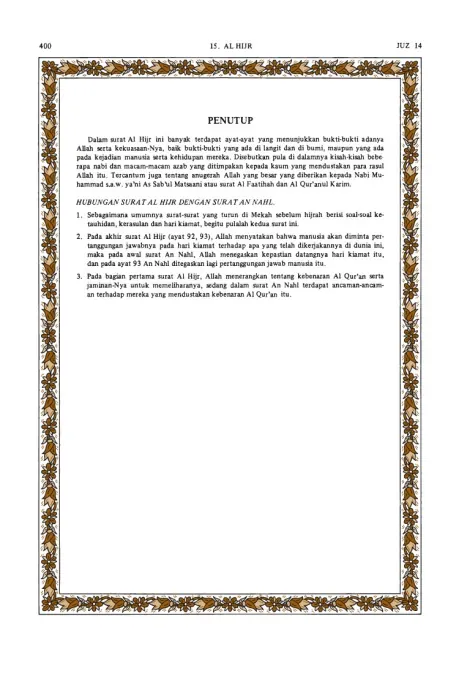 400 15. AL HIJR JUZ 14
PENUTUP
Dalam surat Al Hijr ini banyak terdapat ayat-ayat yang menunjukkan bukti-bukti adanya
Allah serta kekuasaan-Nya, baik bukti-bukti yang ada di langit dan di bumi, maupun yang ada
pada kejadian manusia serta kehidupan mereka. Disebutkan pula di dalamnya kisah-kisah bebe-
rapa nabi dan macam-macam azab yang ditimpakan kepada kaum yang mendustakan para rasul
Allah itu. Tercantum juga tentang anugerah Allah yang besar yang diberikan kepada Nabi Mu-
hammad s.a.w. ya'ni As Sab'ul Matsaani atau surat Al Faatihah dan Al Qur'anul Karim.
HUBUNGAN SURAT AL HIJR DENGAN SURAT AN NAHL.
1. Sebagaimana umumnya surat-surat yang turun di Mekah sebelum hijrah berisi soal-soal ke-
tauhidan, kerasulan dan hari kiamat, begitu pulalah kedua surat ini.
2. Pada akhir surat Al Hijr (ayat 92, 93), Allah menyatakan bahwa manusia akan diminta per-
tanggungan jawabnya pada hari kiamat terhadap apa yang telah dikerjakannya di dunia ini,
maka pada awal surat An Nahl, Allah menegaskan kepastian datangnya hari kiamat itu,
dan pada ayat 93 An Nahl ditegaskan lagi pertanggungan jawab manusia itu.
3. Pada bagian pertama surat Al Hijr, Allah menerangkan tentang kebenaran Al Qur'an serta
jaminan-Nya untuk memeliharanya, sedang dalam surat An Nahl terdapat ancaman-ancam-
an terhadap mereka yang mendustakan kebenaran Al Qur'an itu.